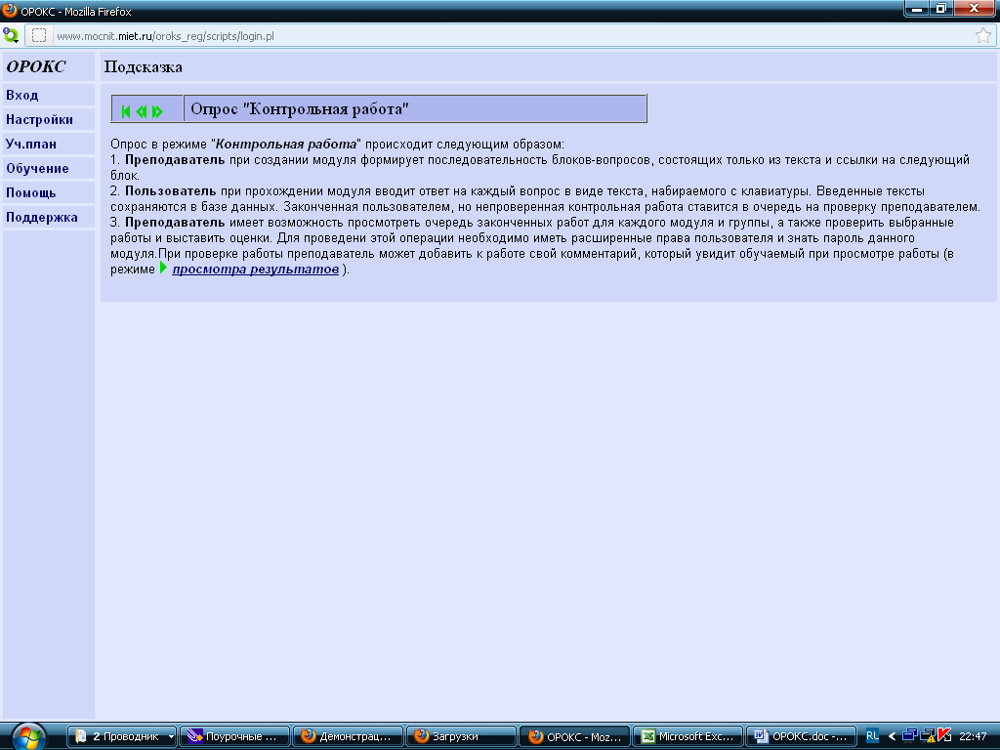 ОРОКС - Mozilla Firefox
www.mocnit.miet.ru/oroks_reg/scripts/login.pl
ОРОКС
Подсказка
Вход
Настройки
Уч.план
Обучение
Помощь
Поддержка
Опрос "Контрольная работа"
Опрос в режиме "Контрольная работа" происходит следующим образом:
1. Преподаватель при создании модуля формирует последовательность блоков-вопросов, состоящих только из текста и ссылки на следующий
блок.
2. Пользователь при прохождении модуля вводит ответ на каждый вопрос в виде текста, набираемого с клавиатуры. Введенные тексты
сохраняются в базе данных. Законченная пользователем, но непроверенная контрольная работа ставится в очередь на проверку преподавателем.
3. Преподаватель имеет возможность просмотреть очередь законченных работ для каждого модуля и группы, а также проверить выбранные
работы и выставить оценки. Для проведени этой операции необходимо иметь расширенные права пользователя и знать пароль данного
модуля.При проверке работы преподаватель может добавить к работе свой комментарий, который увидит обучаемый при просмотре работы (в
режиме просмотра результатов ).
2 Проводник
Поурочные ...
Демонстрац...
Загрузки
ОРОКС - Moz...
Microsoft Exc...
ОРОКС.doc -...
RL
22:47